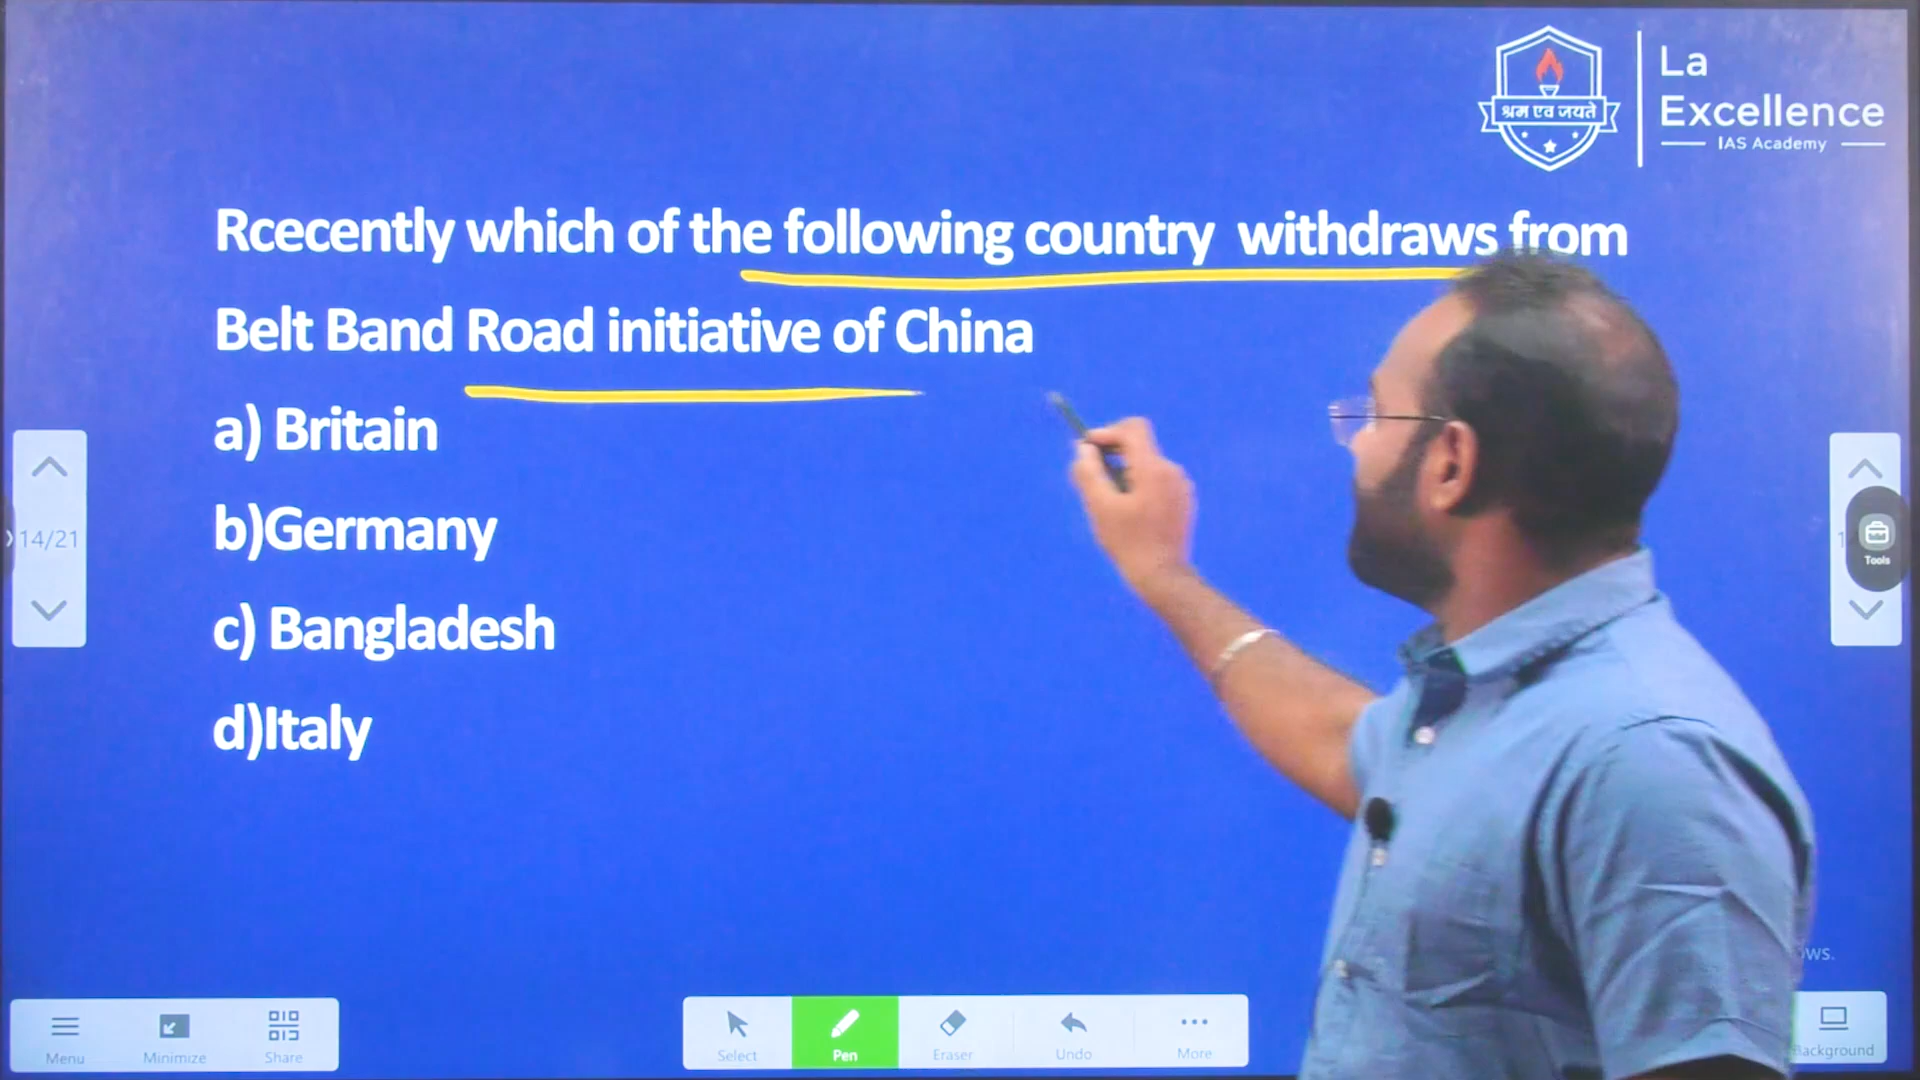 श्रम एव जयते
La
Excellence
IAS Academy
Rcecently which of the following country withdraws from
Belt Band Road initiative of China
a) Britain
b)Germany
c) Bangladesh
d)Italy
14/21
Tools
Menu
Minimize
Share
Select
Pen
Eraser
Undo
More
Background